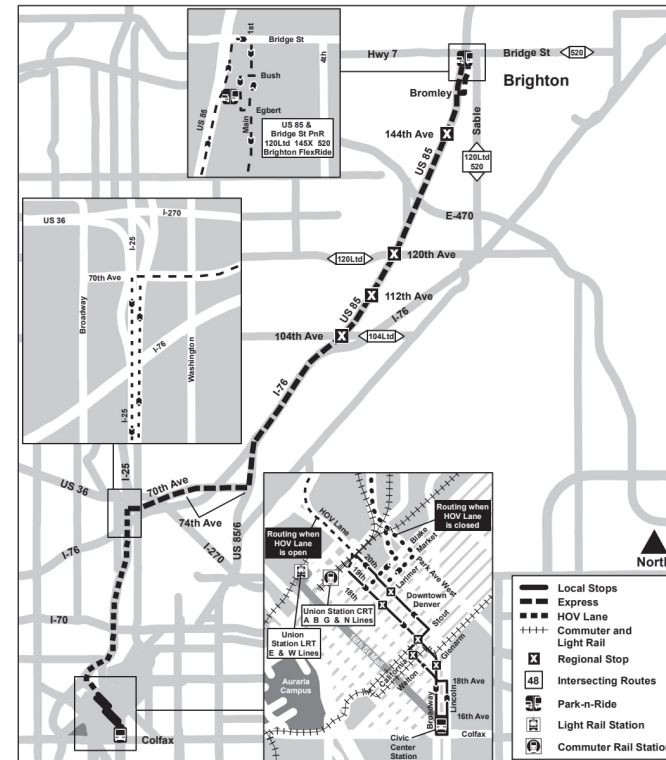 1st
Bridge St
4th
Bush
US 85
Egbert
Main
US 85 &
Bridge St PnR
120Ltd 145X 520
Brighton FlexRide
Hwy 7
Bridge St
520
Brighton
Bromley
Sable
144th Ave
US 85
120Ltd
520
E-470
I-270
US 36
I-25
70th Ave
Broadway
I-76
Washington
I-25
120Ltd
120th Ave
112th Ave
US 85
I-76
104th Ave
104Ltd
I-76
I-25
US 36
70th Ave
74th Ave
I-76
I-270
US 85/6
I-70
Colfax
HOV Lane
Routing when
HOV Lane
is closed
Routing when
HOV Lane
is open
Blake
Market
Park Ave West
20th
19th
18th
Larimer
Union Station CRT
A B G & N Lines
Downtown
Denver
Stout
Union
Station LRT
E & W Lines
Glenarm
California
Welton
Auraria
Campus
18th Ave
Broadway
Lincoln
16th Ave
Civic
Center
Station
Colfax
North
Local Stops
Express
HOV Lane
Commuter and
Light Rail
X Regional Stop
48 Intersecting Routes
Park-n-Ride
Light Rail Station
Commuter Rail Station